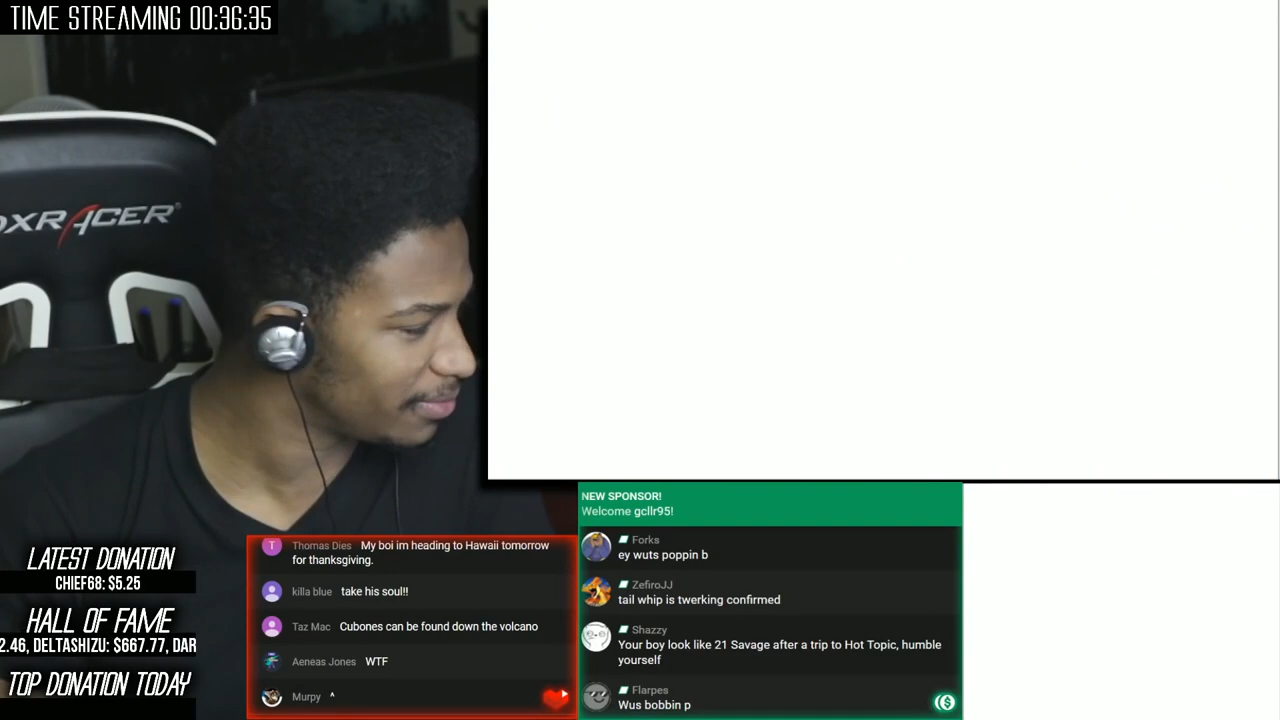 TIME STREAMING 00:36:35
DXRACER
LATEST DONATION
CHIEF68: $5.25
HALL OF FAME
2.46, DELTASHIZU: $667.77, DAR
TOP DONATION TODAY
T Thomas Dies My boi im heading to Hawaii tomorrow
for thanksgiving.
killa blue take his soul!!
T Taz Mac Cubones can be found down the volcano
Aeneas Jones WTF
Murpy ^
NEW SPONSOR!
Welcome gcllr95!
Forks
ey wuts poppin b
ZefiroJJ
tail whip is twerking confirmed
Shazzy
Your boy look like 21 Savage after a trip to Hot Topic, humble
yourself
Flarpes
Wus bobbin p